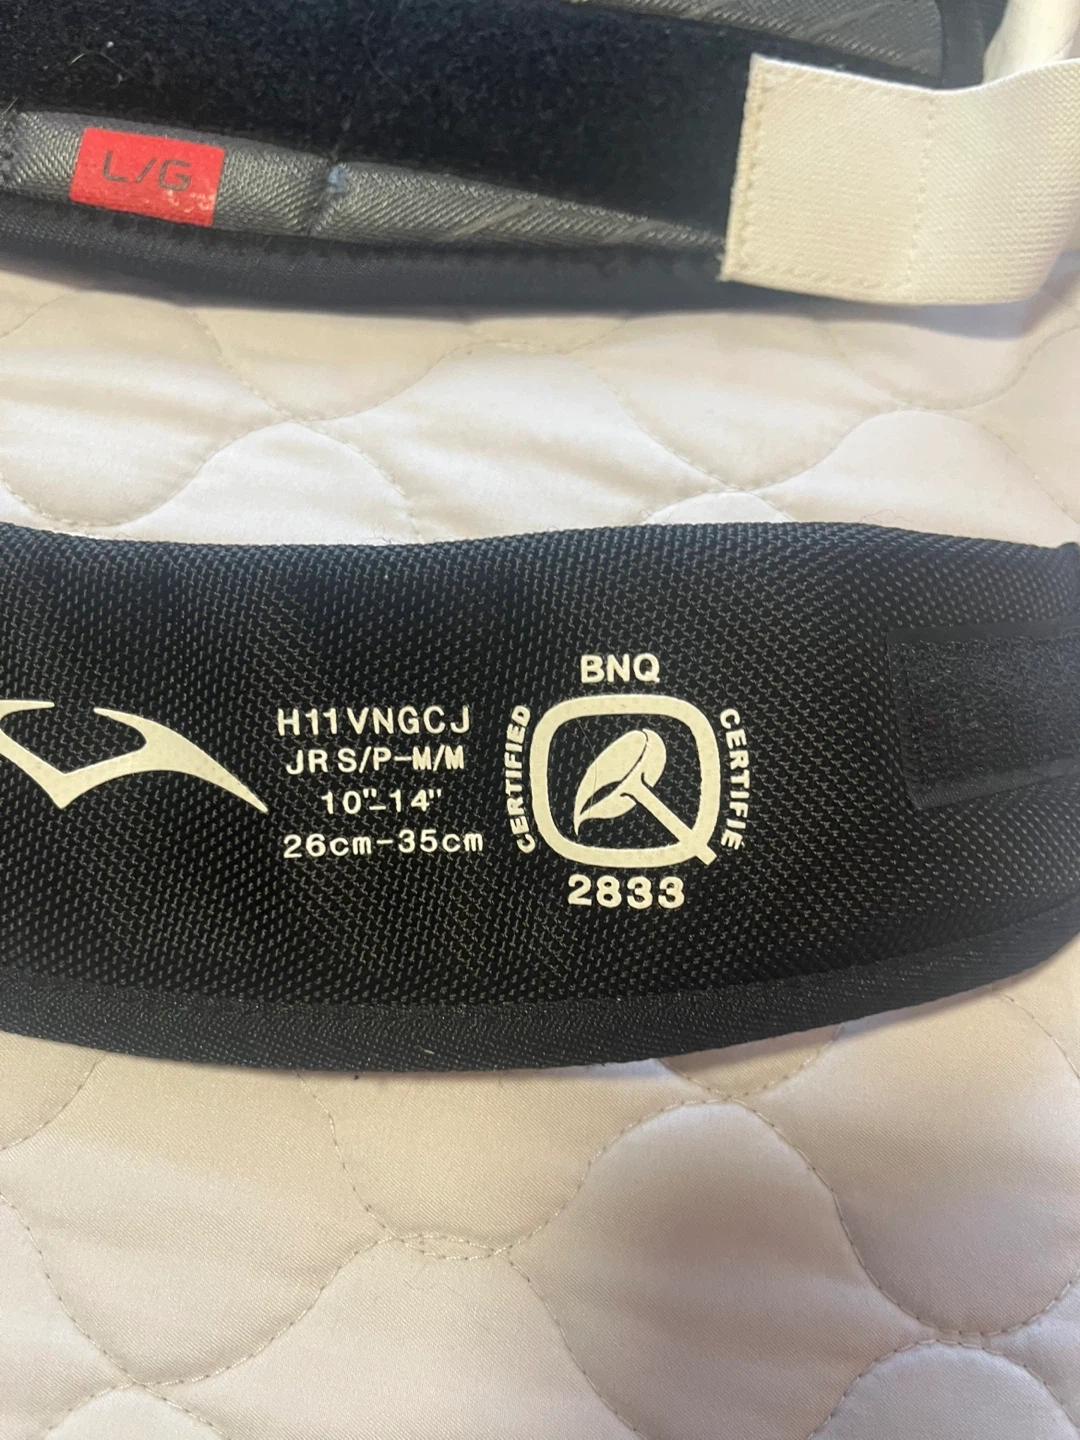 L/G
H11VNGCJ
JR S/P-M/M
10"-14"
26cm-35cm
BNQ
CERTIFIED
CERTIFIÉ
2833